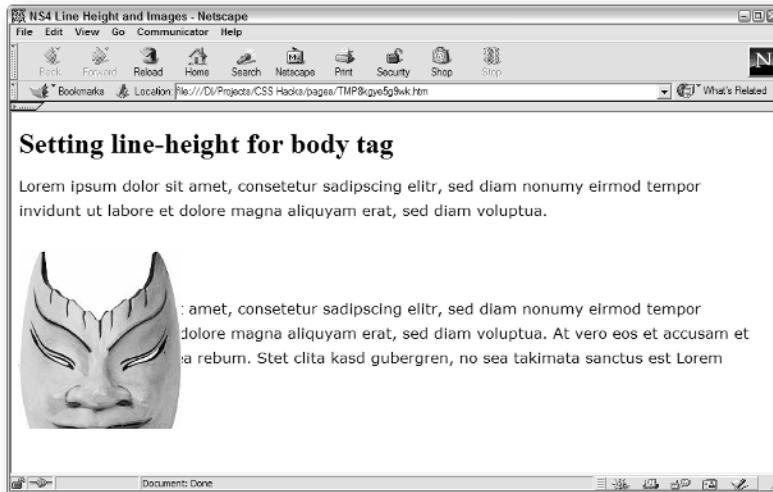 NS4 Line Height and Images - Netscape
File Edit View Go Communicator Help
Back Forward Reload Home Search Netscape Print Security Shop Stop
N
Bookmarks Location: file:///D|/Projects/CSS Hacks/pages/TMP8kgye5g9wk.htm What's Related
Setting line-height for body tag
Lorem ipsum dolor sit amet, consetetur sadipscing elitr, sed diam nonumy eirmod tempor
invidunt ut labore et dolore magna aliquyam erat, sed diam voluptua.
amet, consetetur sadipscing elitr, sed diam nonumy eirmod tempor
dolore magna aliquyam erat, sed diam voluptua. At vero eos et accusam et
a rebum. Stet clita kasd gubergren, no sea takimata sanctus est Lorem
Document: Done